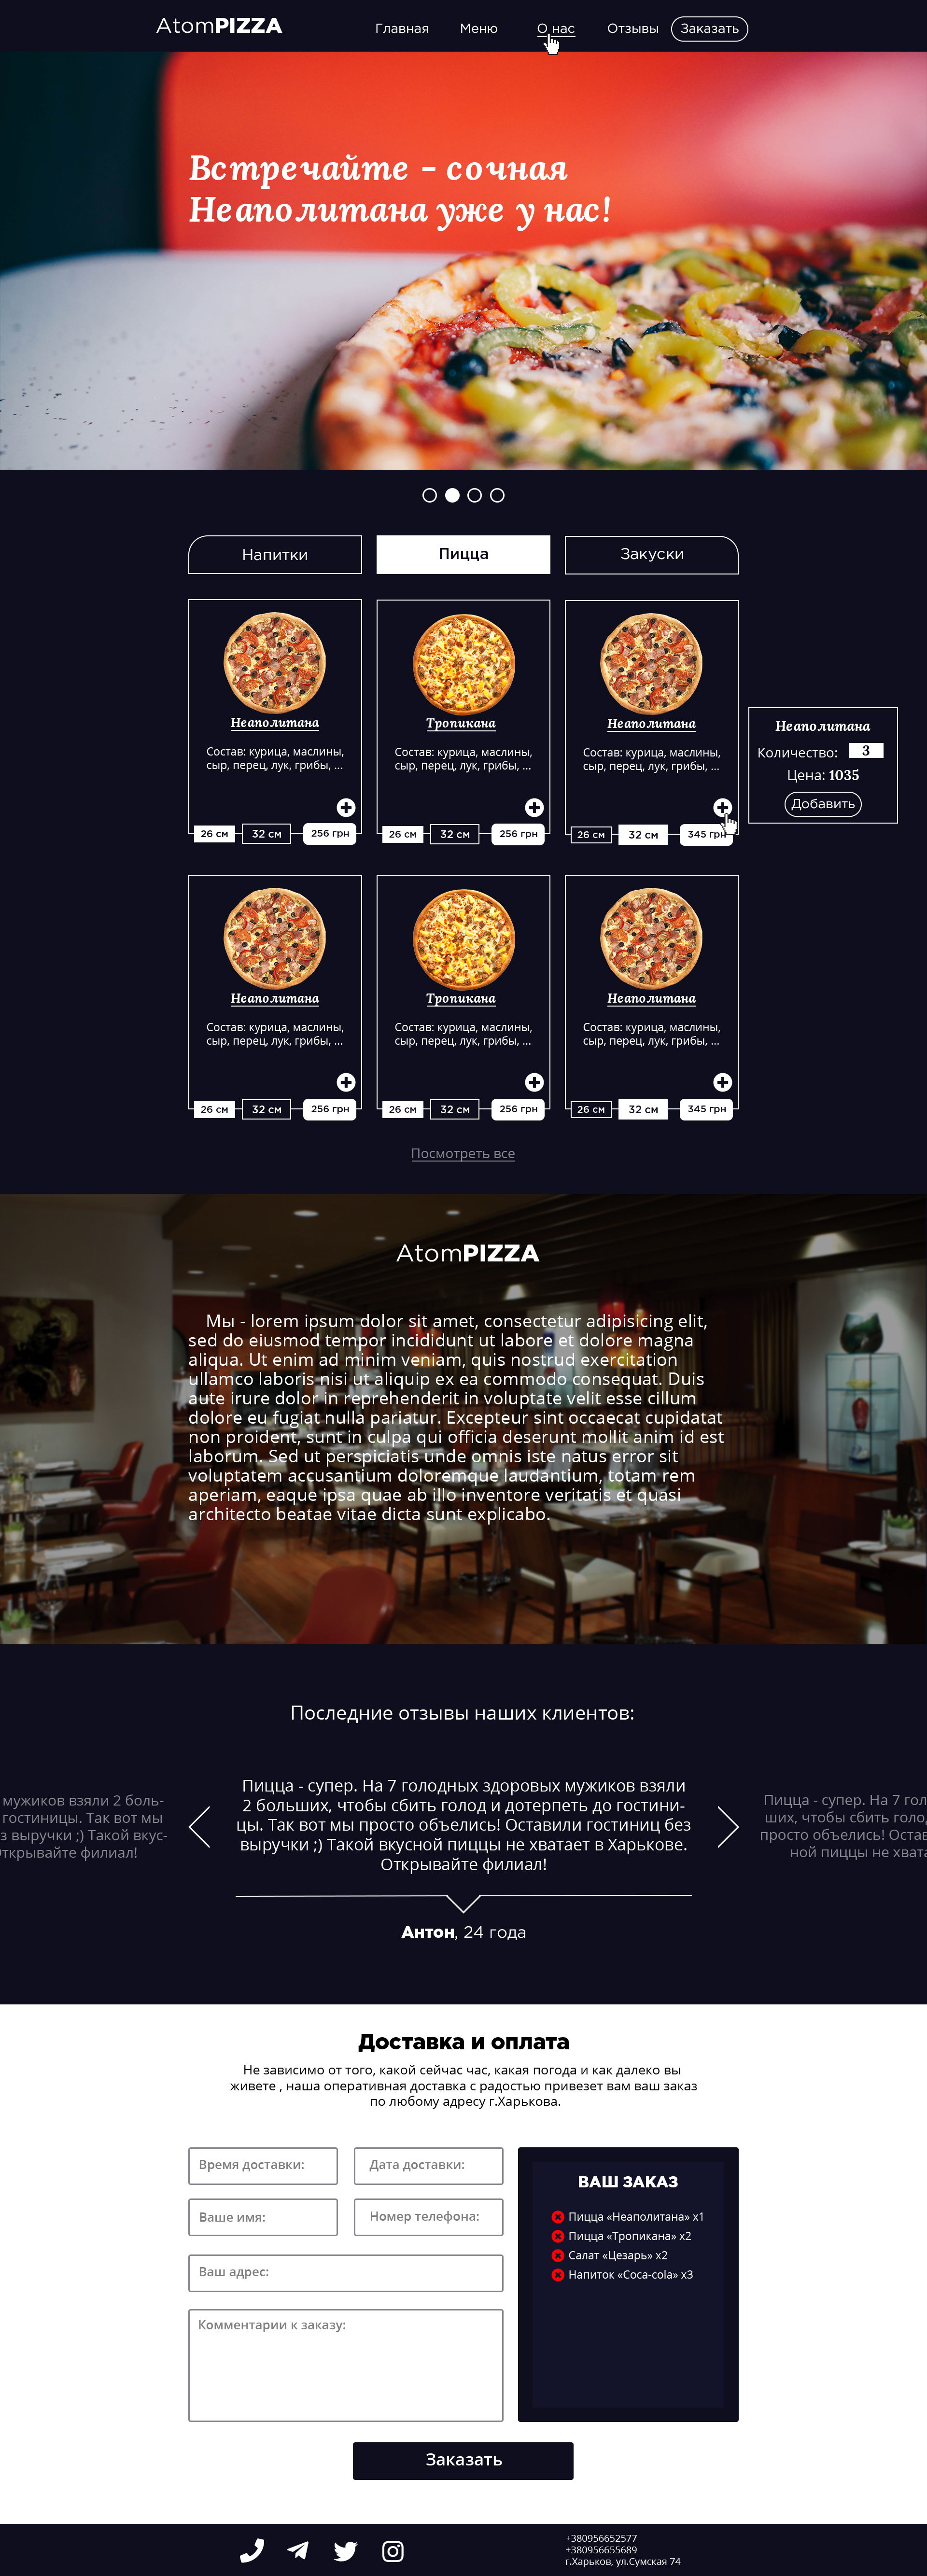 AtomPIZZA
Главная Меню О нас Отзывы Заказать
Встречайте - сочная
Неаполитана уже у нас!
Напитки Пицца Закуски
Неаполитана
Состав: курица, маслины,
сыр, перец, лук, грибы, ...
26 см 32 см 256 грн
Тропикана
Состав: курица, маслины,
сыр, перец, лук, грибы, ...
26 см 32 см 256 грн
Неаполитана
Состав: курица, маслины,
сыр, перец, лук, грибы, ...
26 см 32 см 345 грн
Неаполитана
Количество: 3
Цена: 1035
Добавить
Неаполитана
Состав: курица, маслины,
сыр, перец, лук, грибы, ...
26 см 32 см 256 грн
Тропикана
Состав: курица, маслины,
сыр, перец, лук, грибы, ...
26 см 32 см 256 грн
Неаполитана
Состав: курица, маслины,
сыр, перец, лук, грибы, ...
26 см 32 см 345 грн
Посмотреть все
AtomPIZZA
Мы - lorem ipsum dolor sit amet, consectetur adipisicing elit,
sed do eiusmod tempor incididunt ut labore et dolore magna
aliqua. Ut enim ad minim veniam, quis nostrud exercitation
ullamco laboris nisi ut aliquip ex ea commodo consequat. Duis
aute irure dolor in reprehenderit in voluptate velit esse cillum
dolore eu fugiat nulla pariatur. Excepteur sint occaecat cupidatat
non proident, sunt in culpa qui officia deserunt mollit anim id est
laborum. Sed ut perspiciatis unde omnis iste natus error sit
voluptatem accusantium doloremque laudantium, totam rem
aperiam, eaque ipsa quae ab illo inventore veritatis et quasi
architecto beatae vitae dicta sunt explicabo.
Последние отзывы наших клиентов:
мужиков взяли 2 боль-
гостиницы. Так вот мы
з выручки ;) Такой вкус-
ткрывайте филиал!
Пицца - супер. На 7 голодных здоровых мужиков взяли
2 больших, чтобы сбить голод и дотерпеть до гостини-
цы. Так вот мы просто объелись! Оставили гостиниц без
выручки ;) Такой вкусной пиццы не хватает в Харькове.
Открывайте филиал!
Антон, 24 года
Пицца - супер. На 7 гол
ших, чтобы сбить голод
просто объелись! Остав
ной пиццы не хвата
Доставка и оплата
Не зависимо от того, какой сейчас час, какая погода и как далеко вы
живете , наша оперативная доставка с радостью привезет вам ваш заказ
по любому адресу г.Харькова.
Время доставки: Дата доставки:
Ваше имя: Номер телефона:
Ваш адрес:
Комментарии к заказу:
ВАШ ЗАКАЗ
Пицца «Неаполитана» x1
Пицца «Тропикана» x2
Салат «Цезарь» x2
Напиток «Coca-cola» x3
Заказать
+380956652577
+380956655689
г.Харьков, ул.Сумская 74